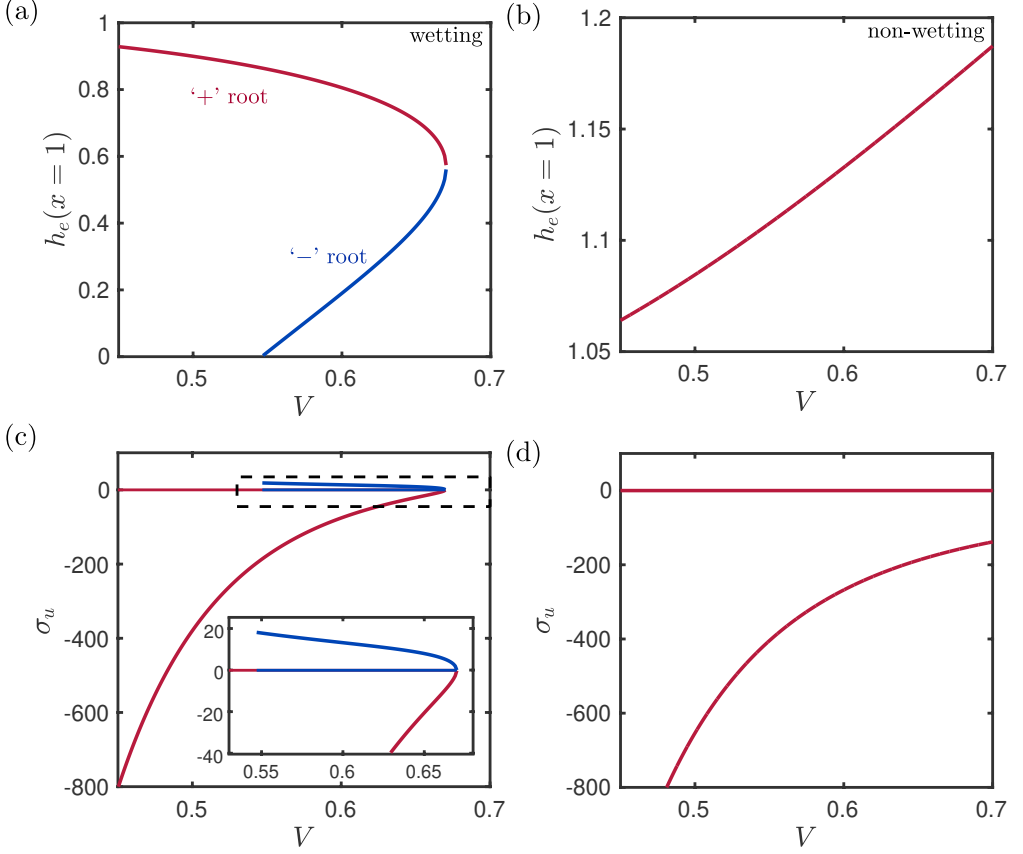 (a)
wetting
‘+’ root
‘−’ root
h_e(x = 1)
1
0.8
0.6
0.4
0.2
0
0.5
0.6
0.7
V
(b)
non-wetting
h_e(x = 1)
1.2
1.15
1.1
1.05
0.5
0.6
0.7
V
(c)
σ_u
0
-200
-400
-600
-800
20
0
-20
-40
0.55
0.6
0.65
0.5
0.6
0.7
V
(d)
σ_u
0
-200
-400
-600
-800
0.5
0.6
0.7
V